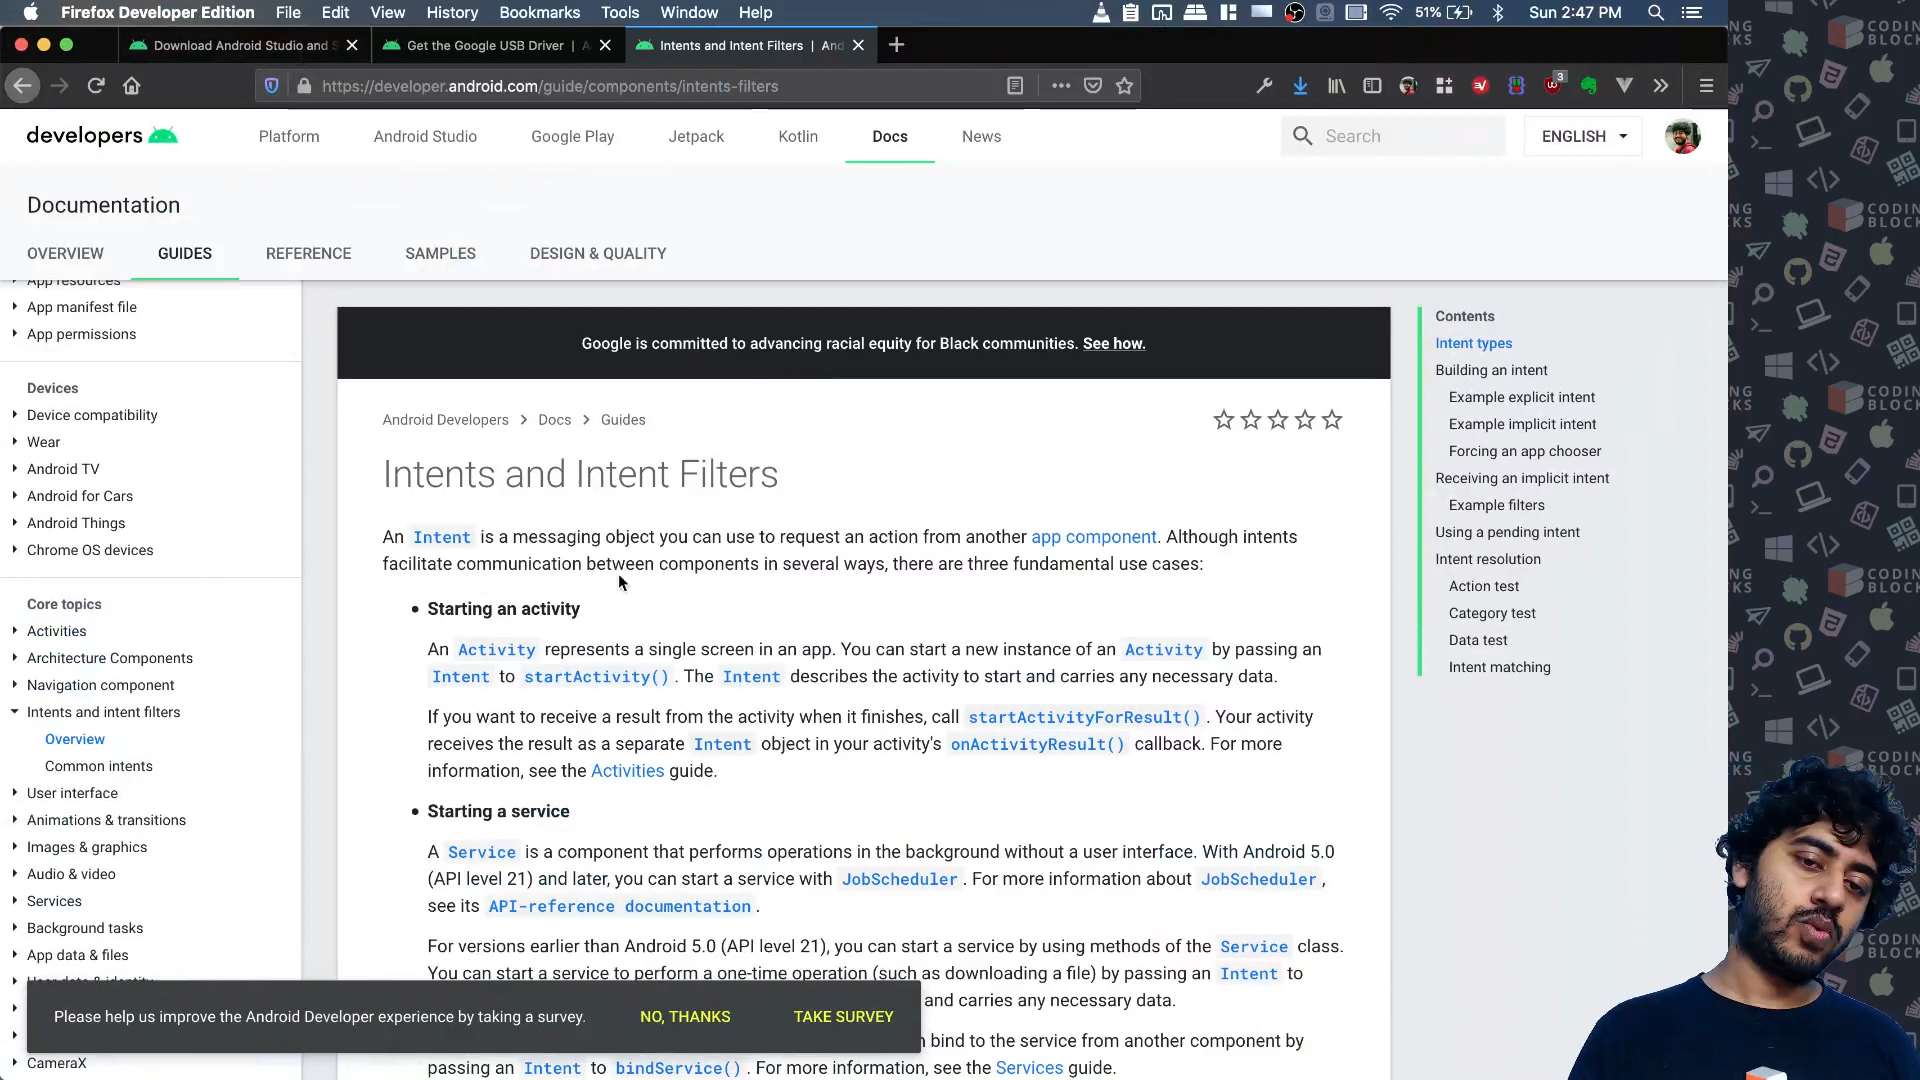 Firefox Developer Edition File Edit View History Bookmarks Tools Window Help 51% Sun 2:47 PM
Download Android Studio and S Get the Google USB Driver | A Intents and Intent Filters | And
https://developer.android.com/guide/components/intents-filters 3
developers Platform Android Studio Google Play Jetpack Kotlin Docs News Search ENGLISH
Documentation
OVERVIEW GUIDES REFERENCE SAMPLES DESIGN & QUALITY
App resources
App manifest file
App permissions
Devices
Device compatibility
Wear
Android TV
Android for Cars
Android Things
Chrome OS devices
Core topics
Activities
Architecture Components
Navigation component
Intents and intent filters
Overview
Common intents
User interface
Animations & transitions
Images & graphics
Audio & video
Services
Background tasks
App data & files
User data & identity
CameraX
Google is committed to advancing racial equity for Black communities. See how.
Android Developers > Docs > Guides
Intents and Intent Filters
An Intent is a messaging object you can use to request an action from another app component. Although intents
facilitate communication between components in several ways, there are three fundamental use cases:
• Starting an activity
An Activity represents a single screen in an app. You can start a new instance of an Activity by passing an
Intent to startActivity(). The Intent describes the activity to start and carries any necessary data.
If you want to receive a result from the activity when it finishes, call startActivityForResult(). Your activity
receives the result as a separate Intent object in your activity's onActivityResult() callback. For more
information, see the Activities guide.
• Starting a service
A Service is a component that performs operations in the background without a user interface. With Android 5.0
(API level 21) and later, you can start a service with JobScheduler. For more information about JobScheduler,
see its API-reference documentation.
For versions earlier than Android 5.0 (API level 21), you can start a service by using methods of the Service class.
You can start a service to perform a one-time operation (such as downloading a file) by passing an Intent to
and carries any necessary data.
bind to the service from another component by
passing an Intent to bindService(). For more information, see the Services guide.
Please help us improve the Android Developer experience by taking a survey. NO, THANKS TAKE SURVEY
Contents
Intent types
Building an intent
Example explicit intent
Example implicit intent
Forcing an app chooser
Receiving an implicit intent
Example filters
Using a pending intent
Intent resolution
Action test
Category test
Data test
Intent matching
CODING
BLOCKS